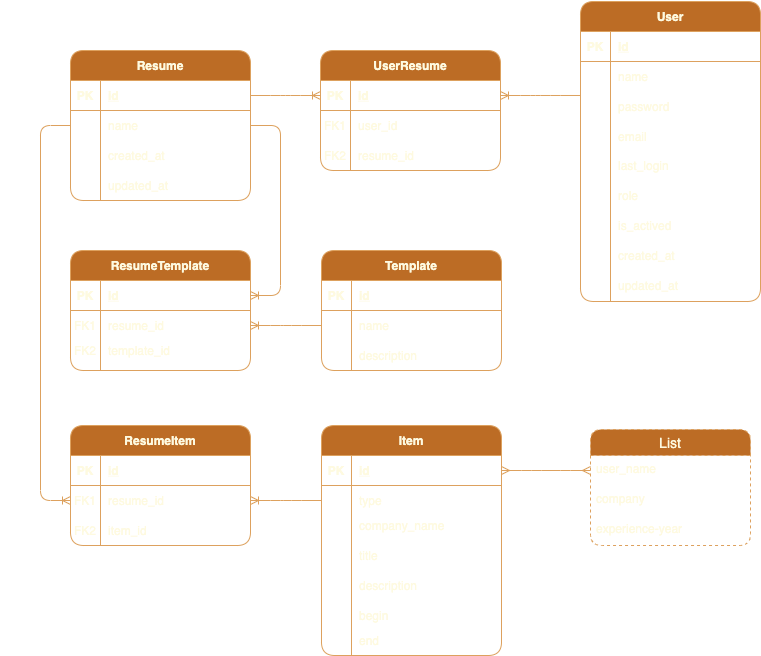 User
PK id
name
password
email
last_login
role
is_actived
created_at
updated_at
Resume
PK id
name
created_at
updated_at
UserResume
PK id
FK1 user_id
FK2 resume_id
ResumeTemplate
PK id
FK1 resume_id
FK2 template_id
Template
PK id
name
description
ResumeItem
PK id
FK1 resume_id
FK2 item_id
Item
PK id
type
company_name
title
description
begin
end
List
user_name
company
experience-year